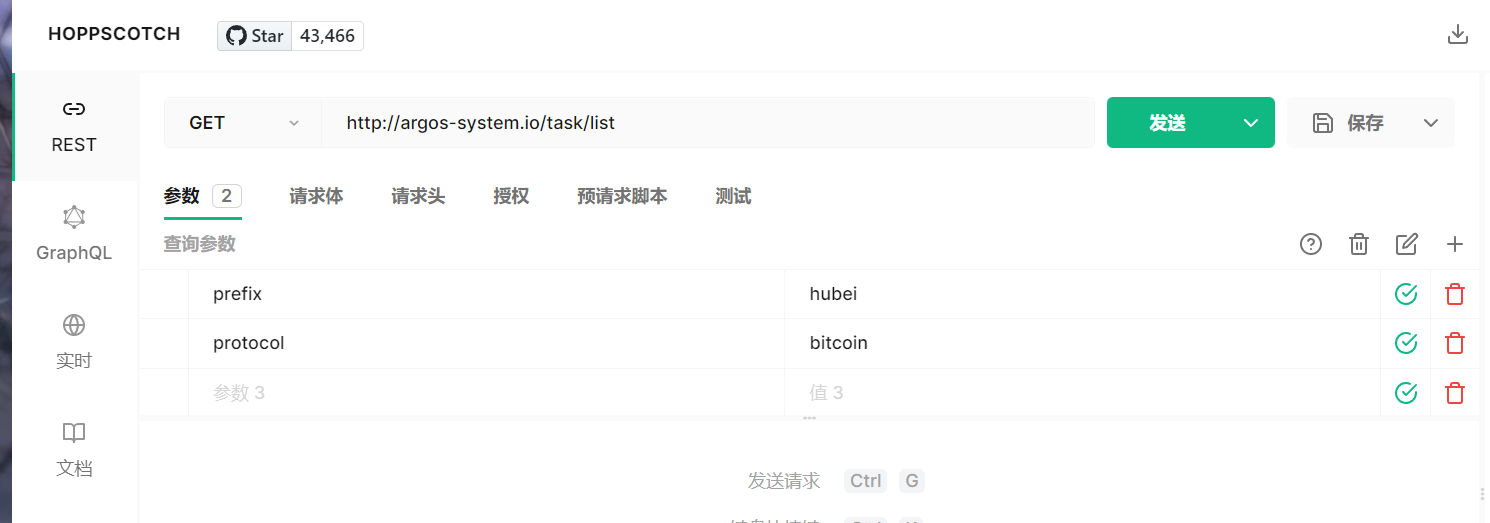 HOPPSCOTCH
Star 43,466
REST
GraphQL
实时
文档
GET http://argos-system.io/task/list 发送 保存
参数 2 请求体 请求头 授权 预请求脚本 测试
查询参数
prefix hubei
protocol bitcoin
参数 3 值 3
发送请求 Ctrl G